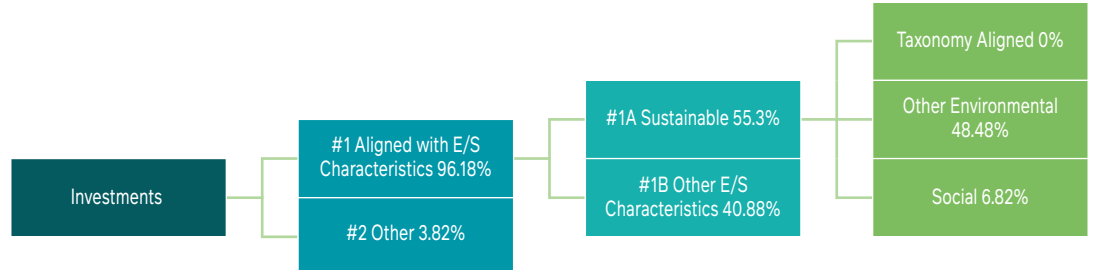 Investments
#1 Aligned with E/S
Characteristics 96.18%
#2 Other 3.82%
#1A Sustainable 55.3%
#1B Other E/S
Characteristics 40.88%
Taxonomy Aligned 0%
Other Environmental
48.48%
Social 6.82%